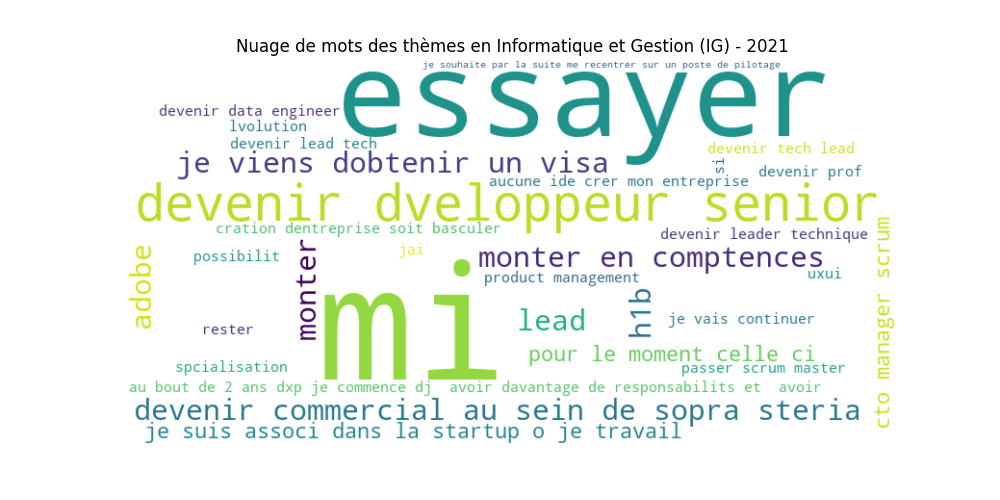 Nuage de mots des thèmes en Informatique et Gestion (IG) - 2021
je souhaite par la suite me recentrer sur un poste de pilotage
essayer
devenir data engineer
lvolution
devenir lead tech
devenir tech lead
je viens dobtenir un visa
si
devenir prof
aucune ide crer mon entreprise
devenir dveloppeur senior
cration dentreprise soit basculer
devenir leader technique
adobe
possibilit
monter
jai
monter en comptences
product management
uxui
cto manager scrum
mi
h1b
lead
je vais continuer
rester
pour le moment celle ci
spcialisation
passer scrum master
au bout de 2 ans dxp je commence dj  avoir davantage de responsabilits et  avoir
devenir commercial au sein de sopra steria
je suis associ dans la startup o je travail